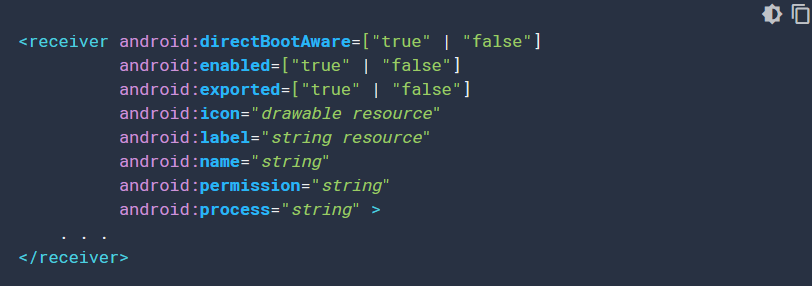 <receiver android:directBootAware=["true" | "false"]
          android:enabled=["true" | "false"]
          android:exported=["true" | "false"]
          android:icon="drawable resource"
          android:label="string resource"
          android:name="string"
          android:permission="string"
          android:process="string" >
    . . .
</receiver>